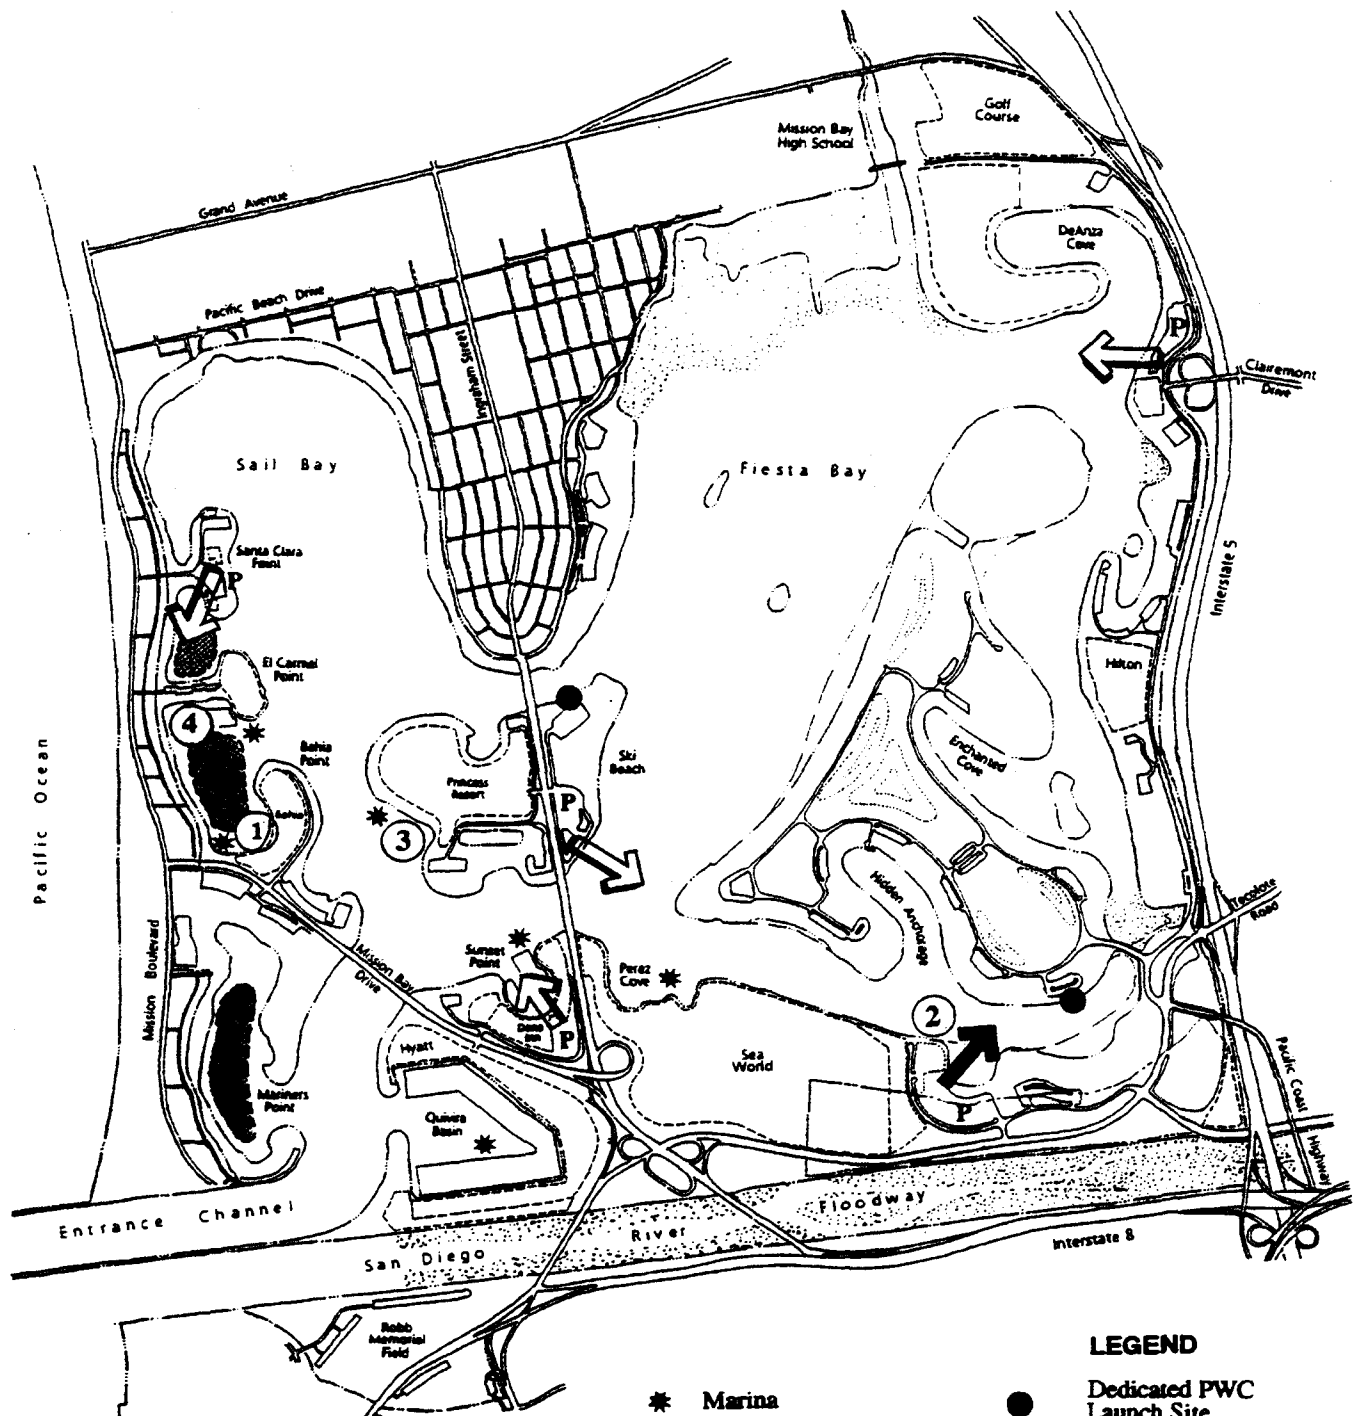 Golf
Course
Mission Bay
High School
Grand Avenue
DeAnza
Cove
Pacific Beach Drive
P
Ingraham Street
Clairemont
Drive
Sail Bay
Fiesta Bay
Santa Clara
Point
P
Interstate 5
El Carmel
Point
Hilton
4
Bahia
Point
Ski
Beach
Enchanted
Cove
Pacific Ocean
Princess
Resort
P
1
Bahia
3
Hidden Anchorage
Tecolote
Road
Mission Boulevard
Mission Bay
Drive
Sunset
Point
Perez
Cove
2
Dana
Inn
P
Hyatt
Sea
World
Pacific Coast Highway
Mariners
Point
Quivira
Basin
P
Entrance Channel
San Diego River Floodway
Interstate 8
Robb
Memorial
Field
LEGEND
Marina
Dedicated PWC
Launch Site